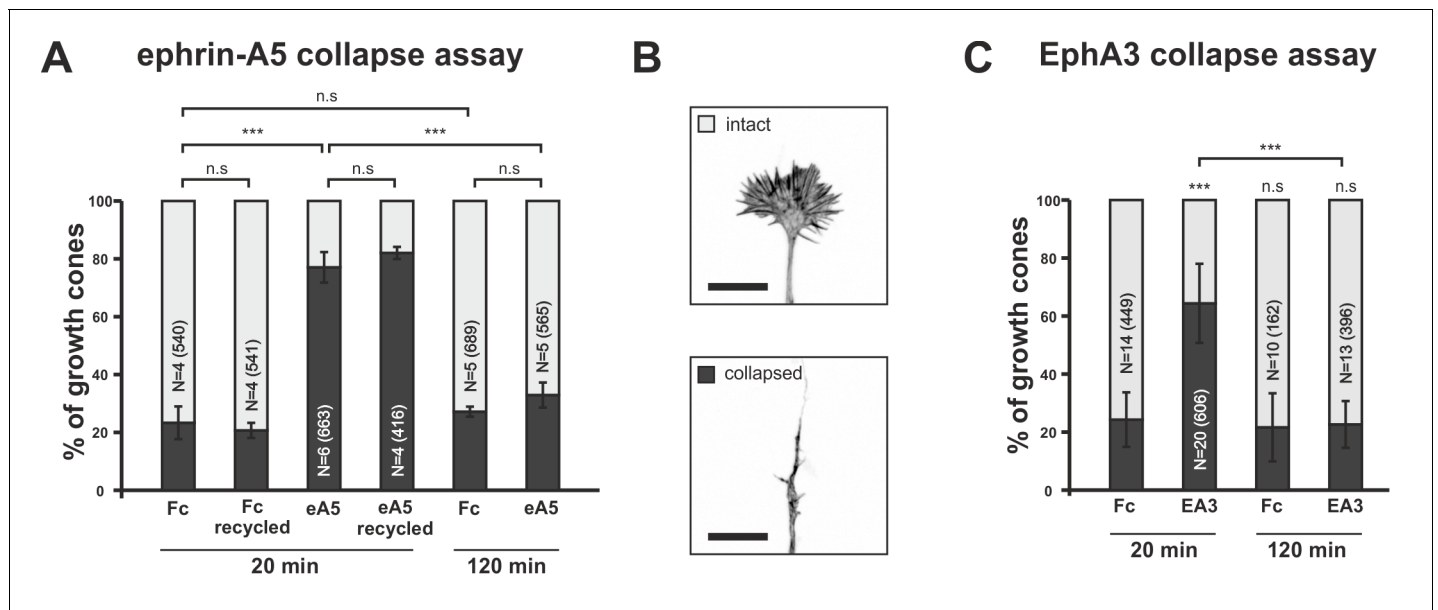 A
ephrin-A5 collapse assay
n.s
***
***
n.s
n.s
n.s
% of growth cones
100
80
60
40
20
0
N=4 (540)
N=4 (541)
N=6 (663)
N=4 (416)
N=5 (689)
N=5 (565)
Fc
Fc
recycled
eA5
eA5
recycled
Fc
eA5
20 min
120 min
B
intact
collapsed
C
EphA3 collapse assay
***
***
n.s
n.s
% of growth cones
100
80
60
40
20
0
N=14 (449)
N=20 (606)
N=10 (162)
N=13 (396)
Fc
EA3
Fc
EA3
20 min
120 min